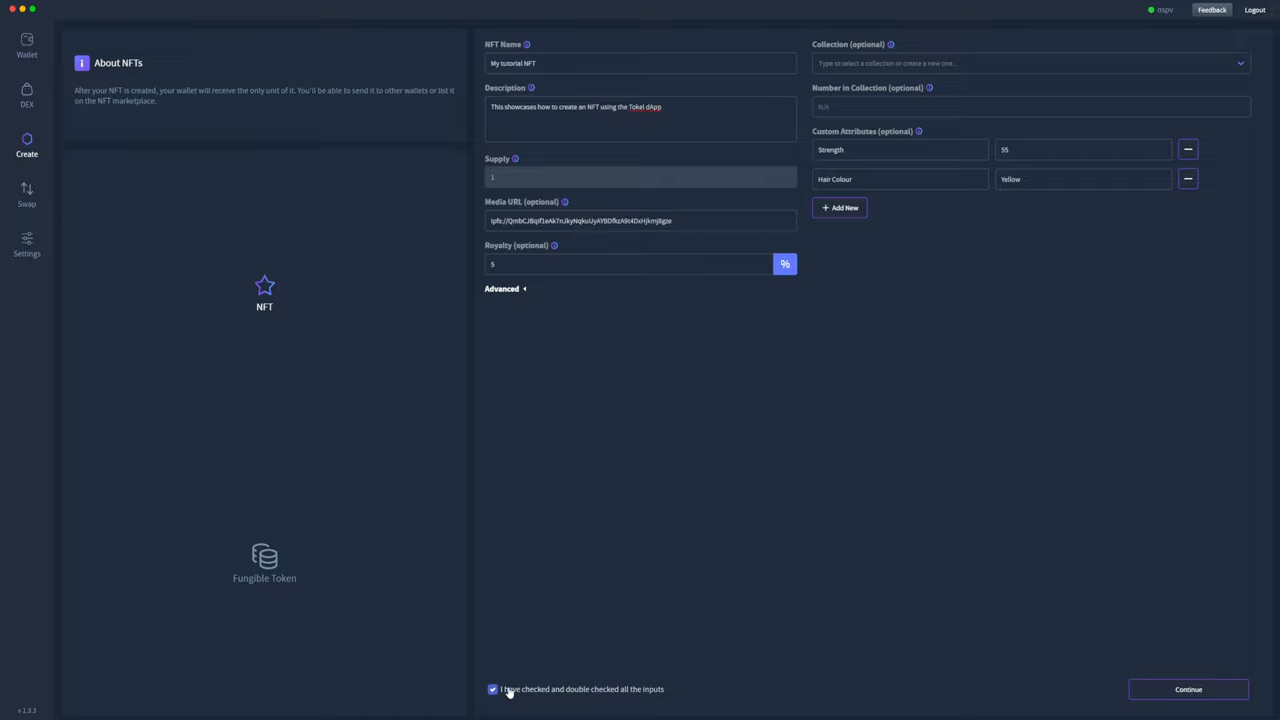 nspv
Feedback
Logout
Wallet
DEX
Create
Swap
Settings
v 1.3.3
i About NFTs
After your NFT is created, your wallet will receive the only unit of it. You'll be able to send it to other wallets or list it
on the NFT marketplace.
NFT
Fungible Token
NFT Name
My tutorial NFT
Description
This showcases how to create an NFT using the Tokel dApp
Supply
1
Media URL (optional)
Royalty (optional)
5 %
Advanced
Collection (optional)
Type to select a collection or create a new one...
Number in Collection (optional)
N/A
Custom Attributes (optional)
Strength 55
Hair Colour Yellow
+ Add New
I have checked and double checked all the inputs
Continue